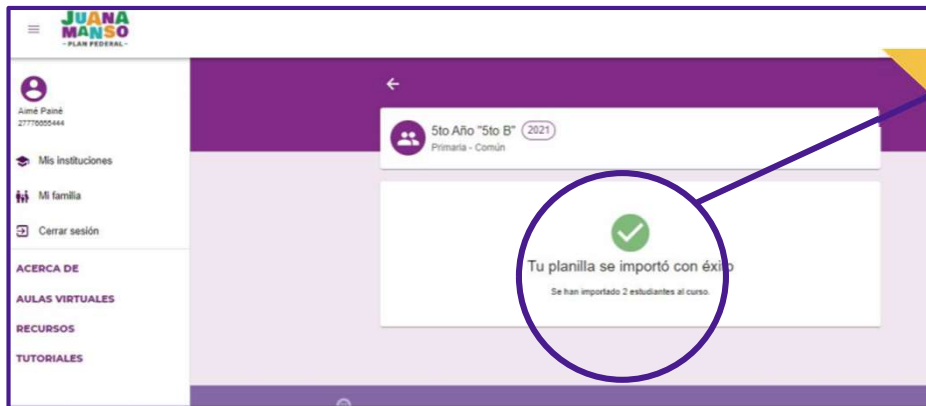 JUANA
MANSO
- PLAN FEDERAL -
Aimé Painé
27776655444
Mis instituciones
Mi familia
Cerrar sesión
ACERCA DE
AULAS VIRTUALES
RECURSOS
TUTORIALES
5to Año "5to B" 2021
Primaria - Común
Tu planilla se importó con éxito
Se han importado 2 estudiantes al curso.